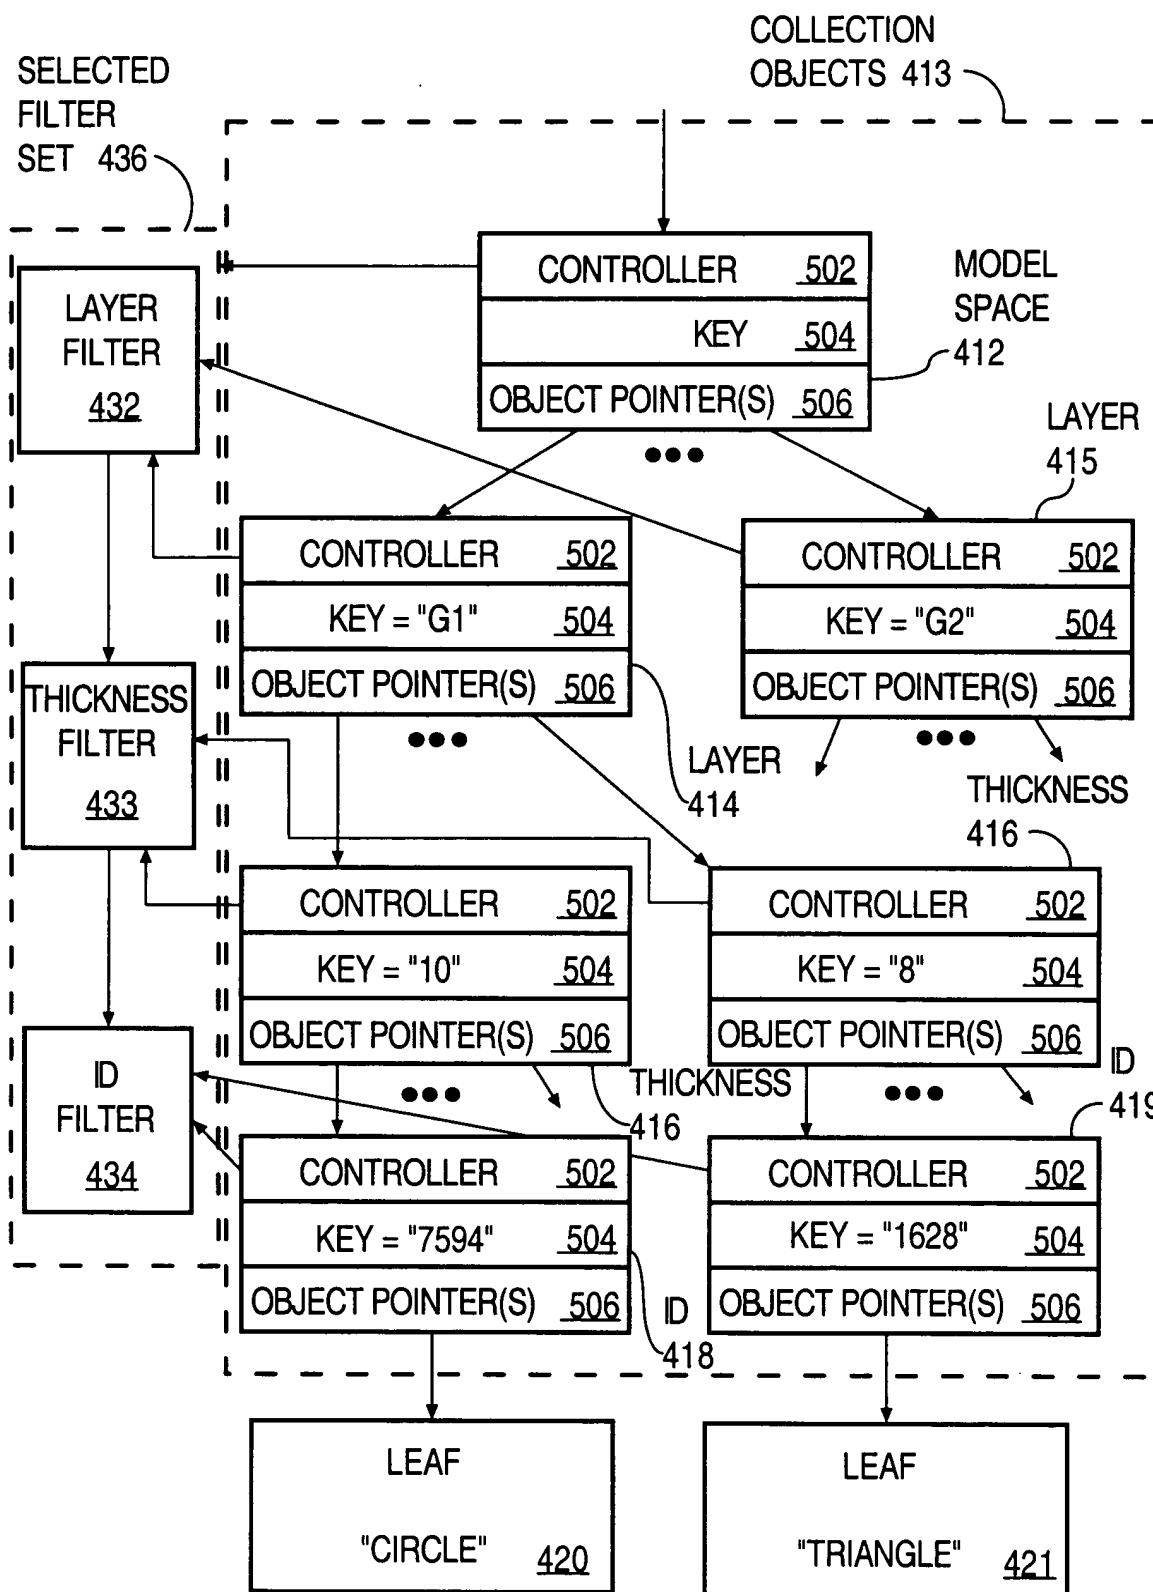 COLLECTION
OBJECTS 413
SELECTED
FILTER
SET 436
CONTROLLER 502
KEY 504
OBJECT POINTER(S) 506
MODEL
SPACE
412
LAYER
FILTER
432
LAYER
415
CONTROLLER 502
KEY = "G1" 504
OBJECT POINTER(S) 506
CONTROLLER 502
KEY = "G2" 504
OBJECT POINTER(S) 506
LAYER
414
THICKNESS
FILTER
433
THICKNESS
416
CONTROLLER 502
KEY = "10" 504
OBJECT POINTER(S) 506
CONTROLLER 502
KEY = "8" 504
OBJECT POINTER(S) 506
THICKNESS
416
ID
419
ID
FILTER
434
CONTROLLER 502
KEY = "7594" 504
OBJECT POINTER(S) 506
ID
418
CONTROLLER 502
KEY = "1628" 504
OBJECT POINTER(S) 506
LEAF
"CIRCLE" 420
LEAF
"TRIANGLE" 421